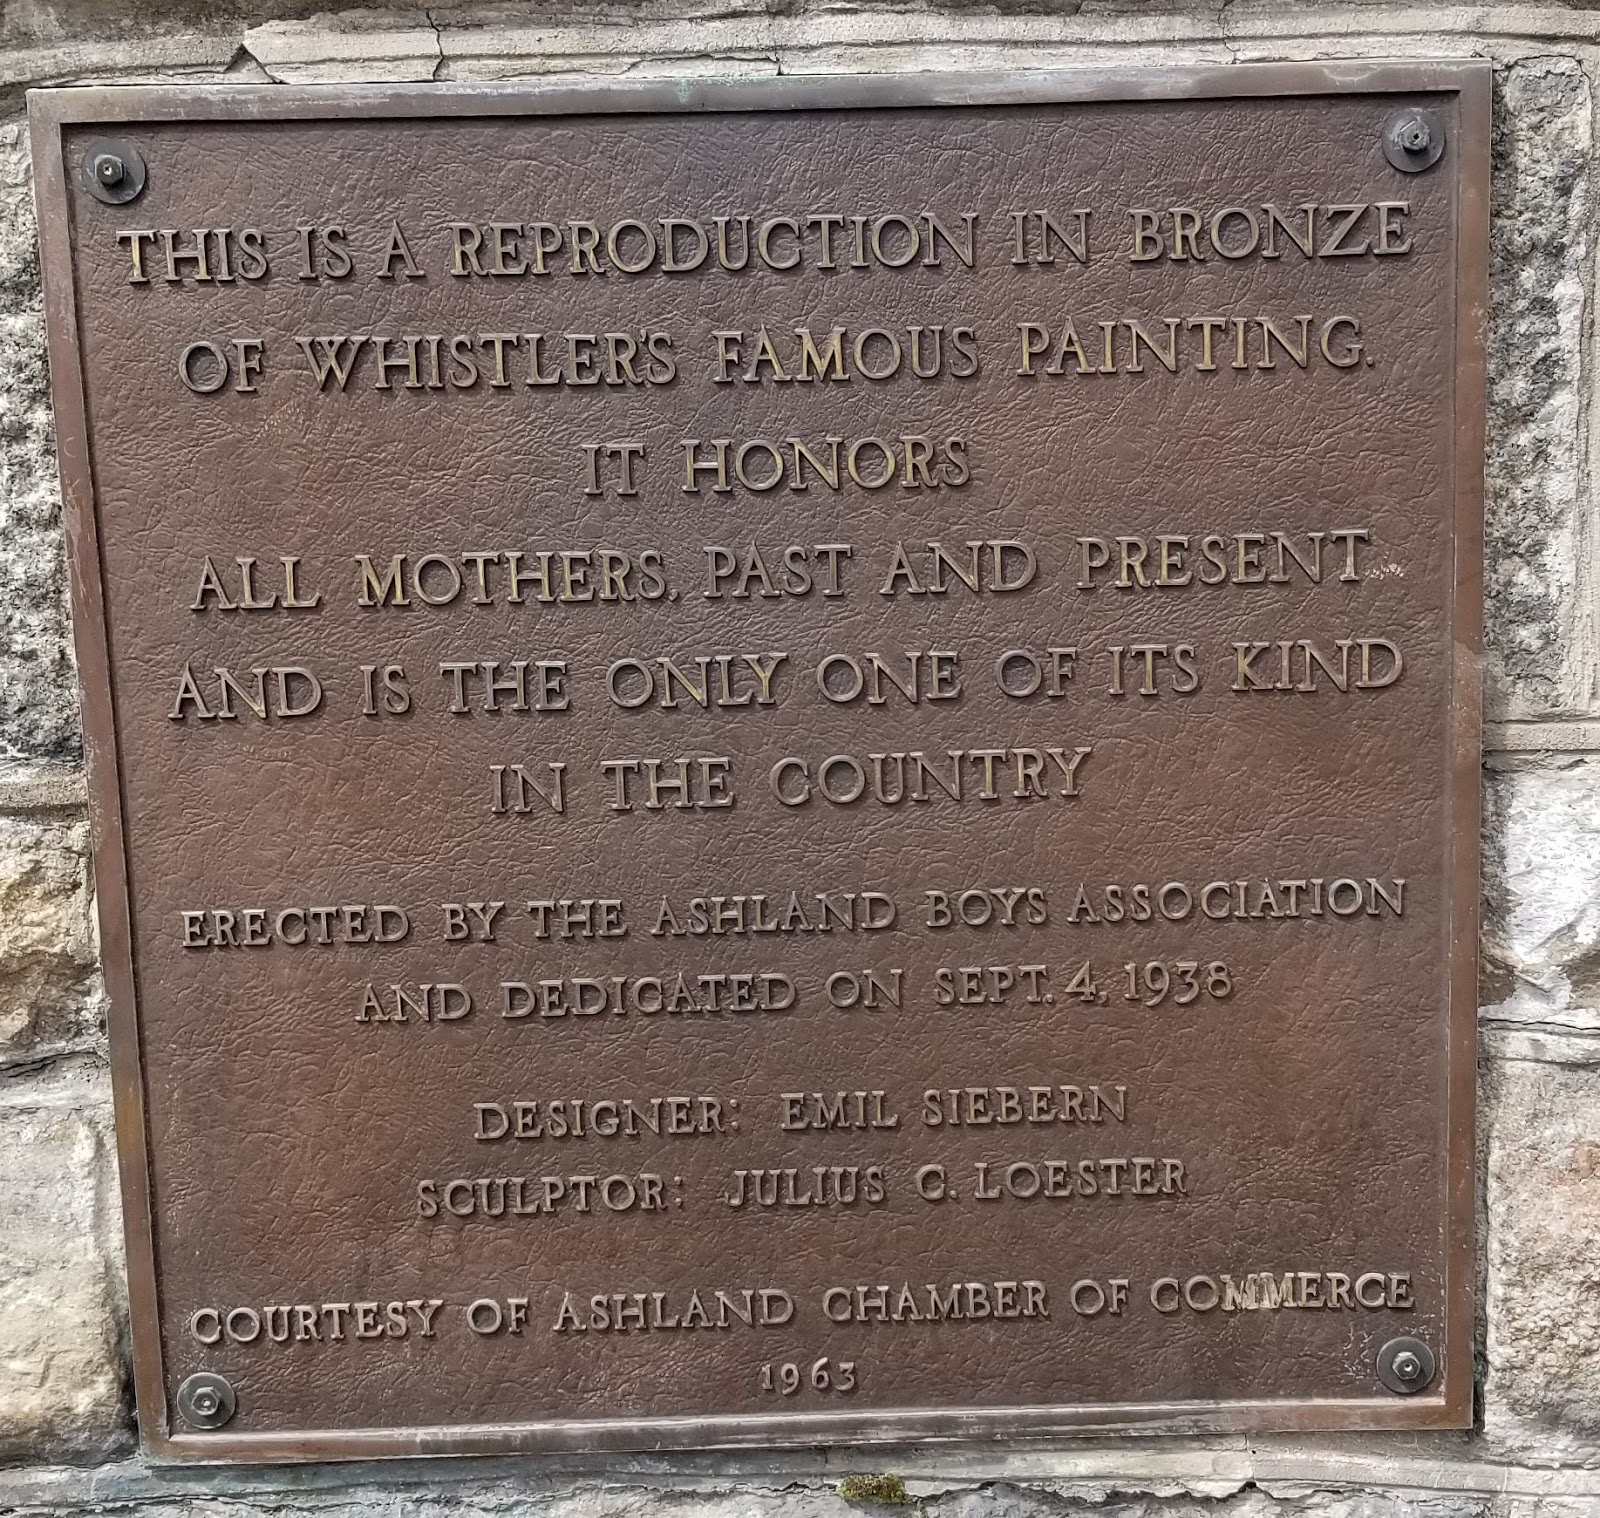 THIS IS A REPRODUCTION IN BRONZE
OF WHISTLER'S FAMOUS PAINTING.
IT HONORS
ALL MOTHERS, PAST AND PRESENT
AND IS THE ONLY ONE OF ITS KIND
IN THE COUNTRY
ERECTED BY THE ASHLAND BOYS ASSOCIATION
AND DEDICATED ON SEPT. 4, 1938
DESIGNER: EMIL SIEBERN
SCULPTOR: JULIUS C. LOESTER
COURTESY OF ASHLAND CHAMBER OF COMMERCE
1963